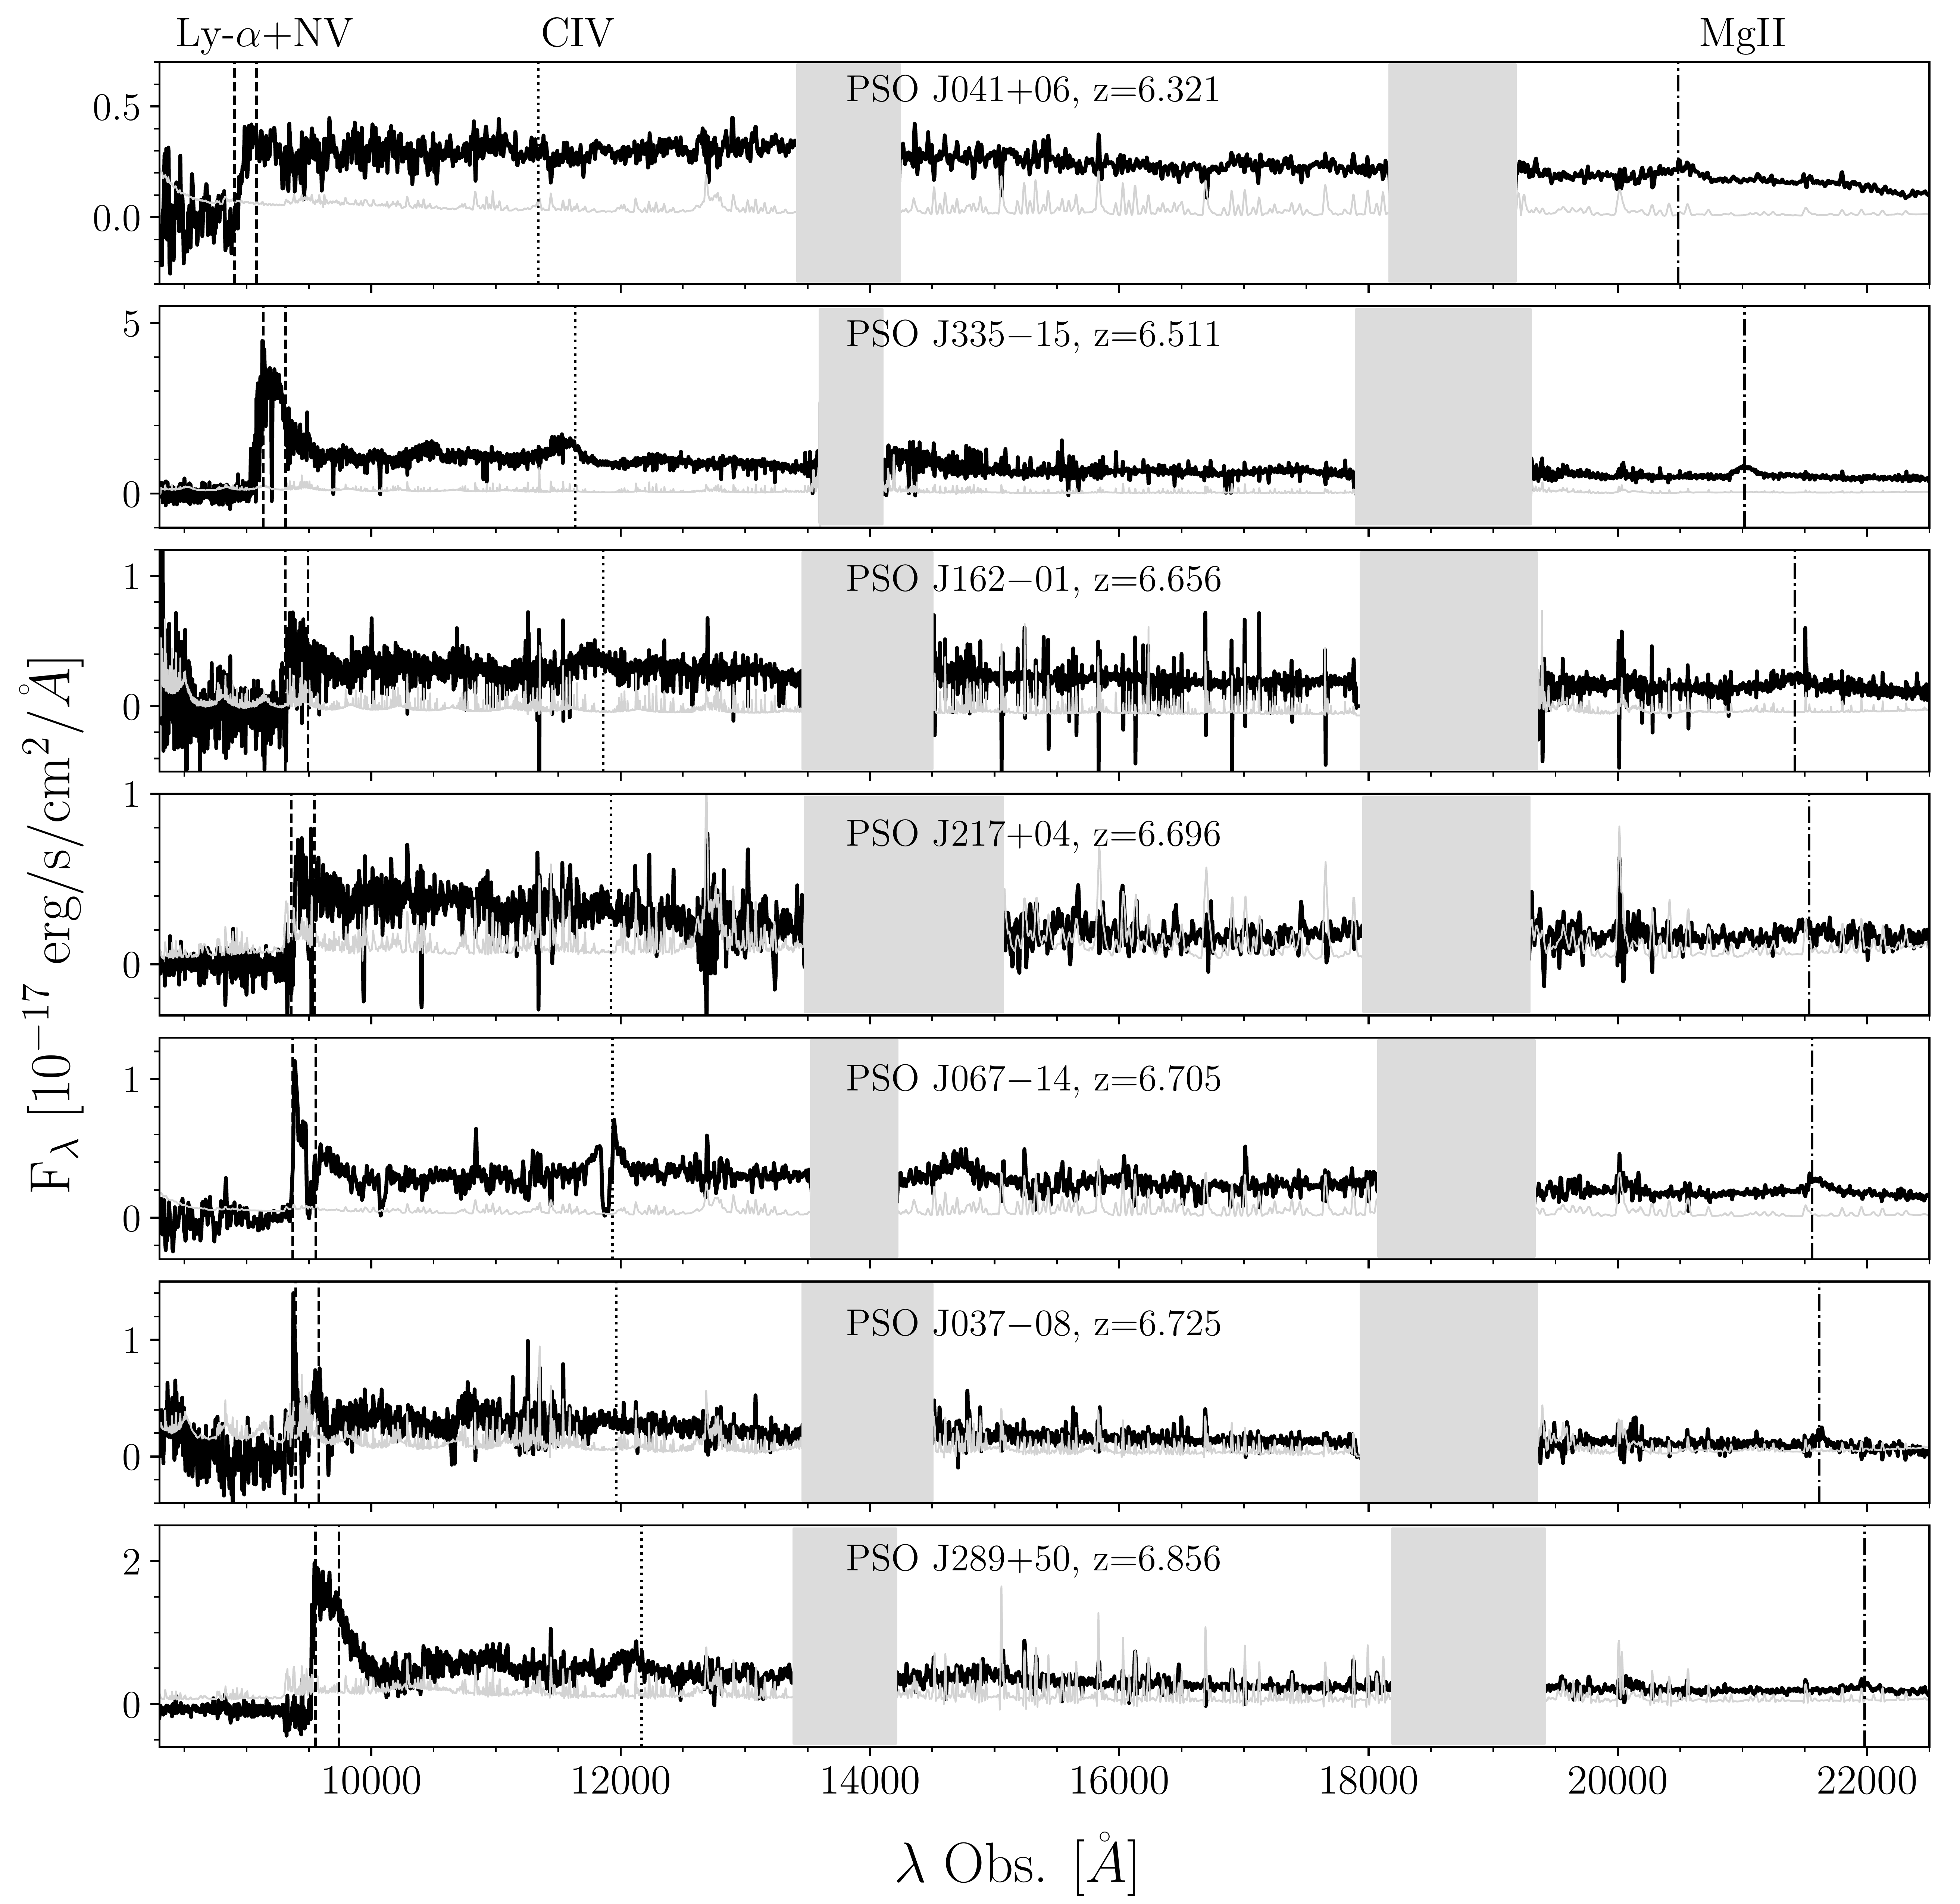 Ly-α+NV CIV MgII
PSO J041+06, z=6.321
0.5
0.0
PSO J335−15, z=6.511
5
0
PSO J162−01, z=6.656
1
0
PSO J217+04, z=6.696
1
0
PSO J067−14, z=6.705
1
0
PSO J037−08, z=6.725
1
0
PSO J289+50, z=6.856
2
0
F_λ [10⁻¹⁷ erg/s/cm²/Å]
10000 12000 14000 16000 18000 20000 22000
λ Obs. [Å]